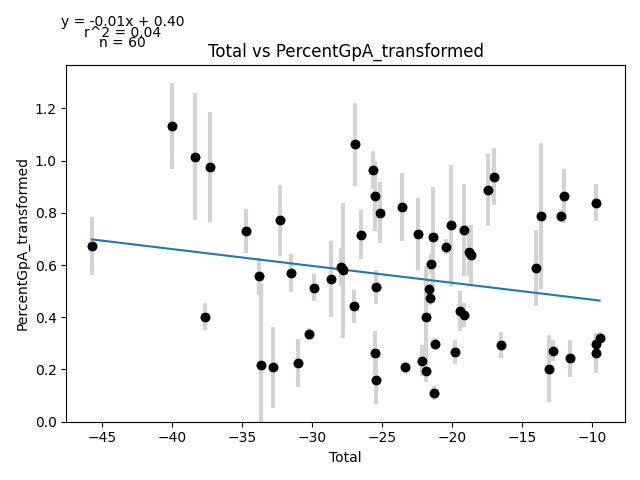 y = -0.01x + 0.40
r^2 = 0.04
n = 60
Total vs PercentGpA_transformed
PercentGpA_transformed
1.2
1.0
0.8
0.6
0.4
0.2
0.0
−45 −40 −35 −30 −25 −20 −15 −10
Total